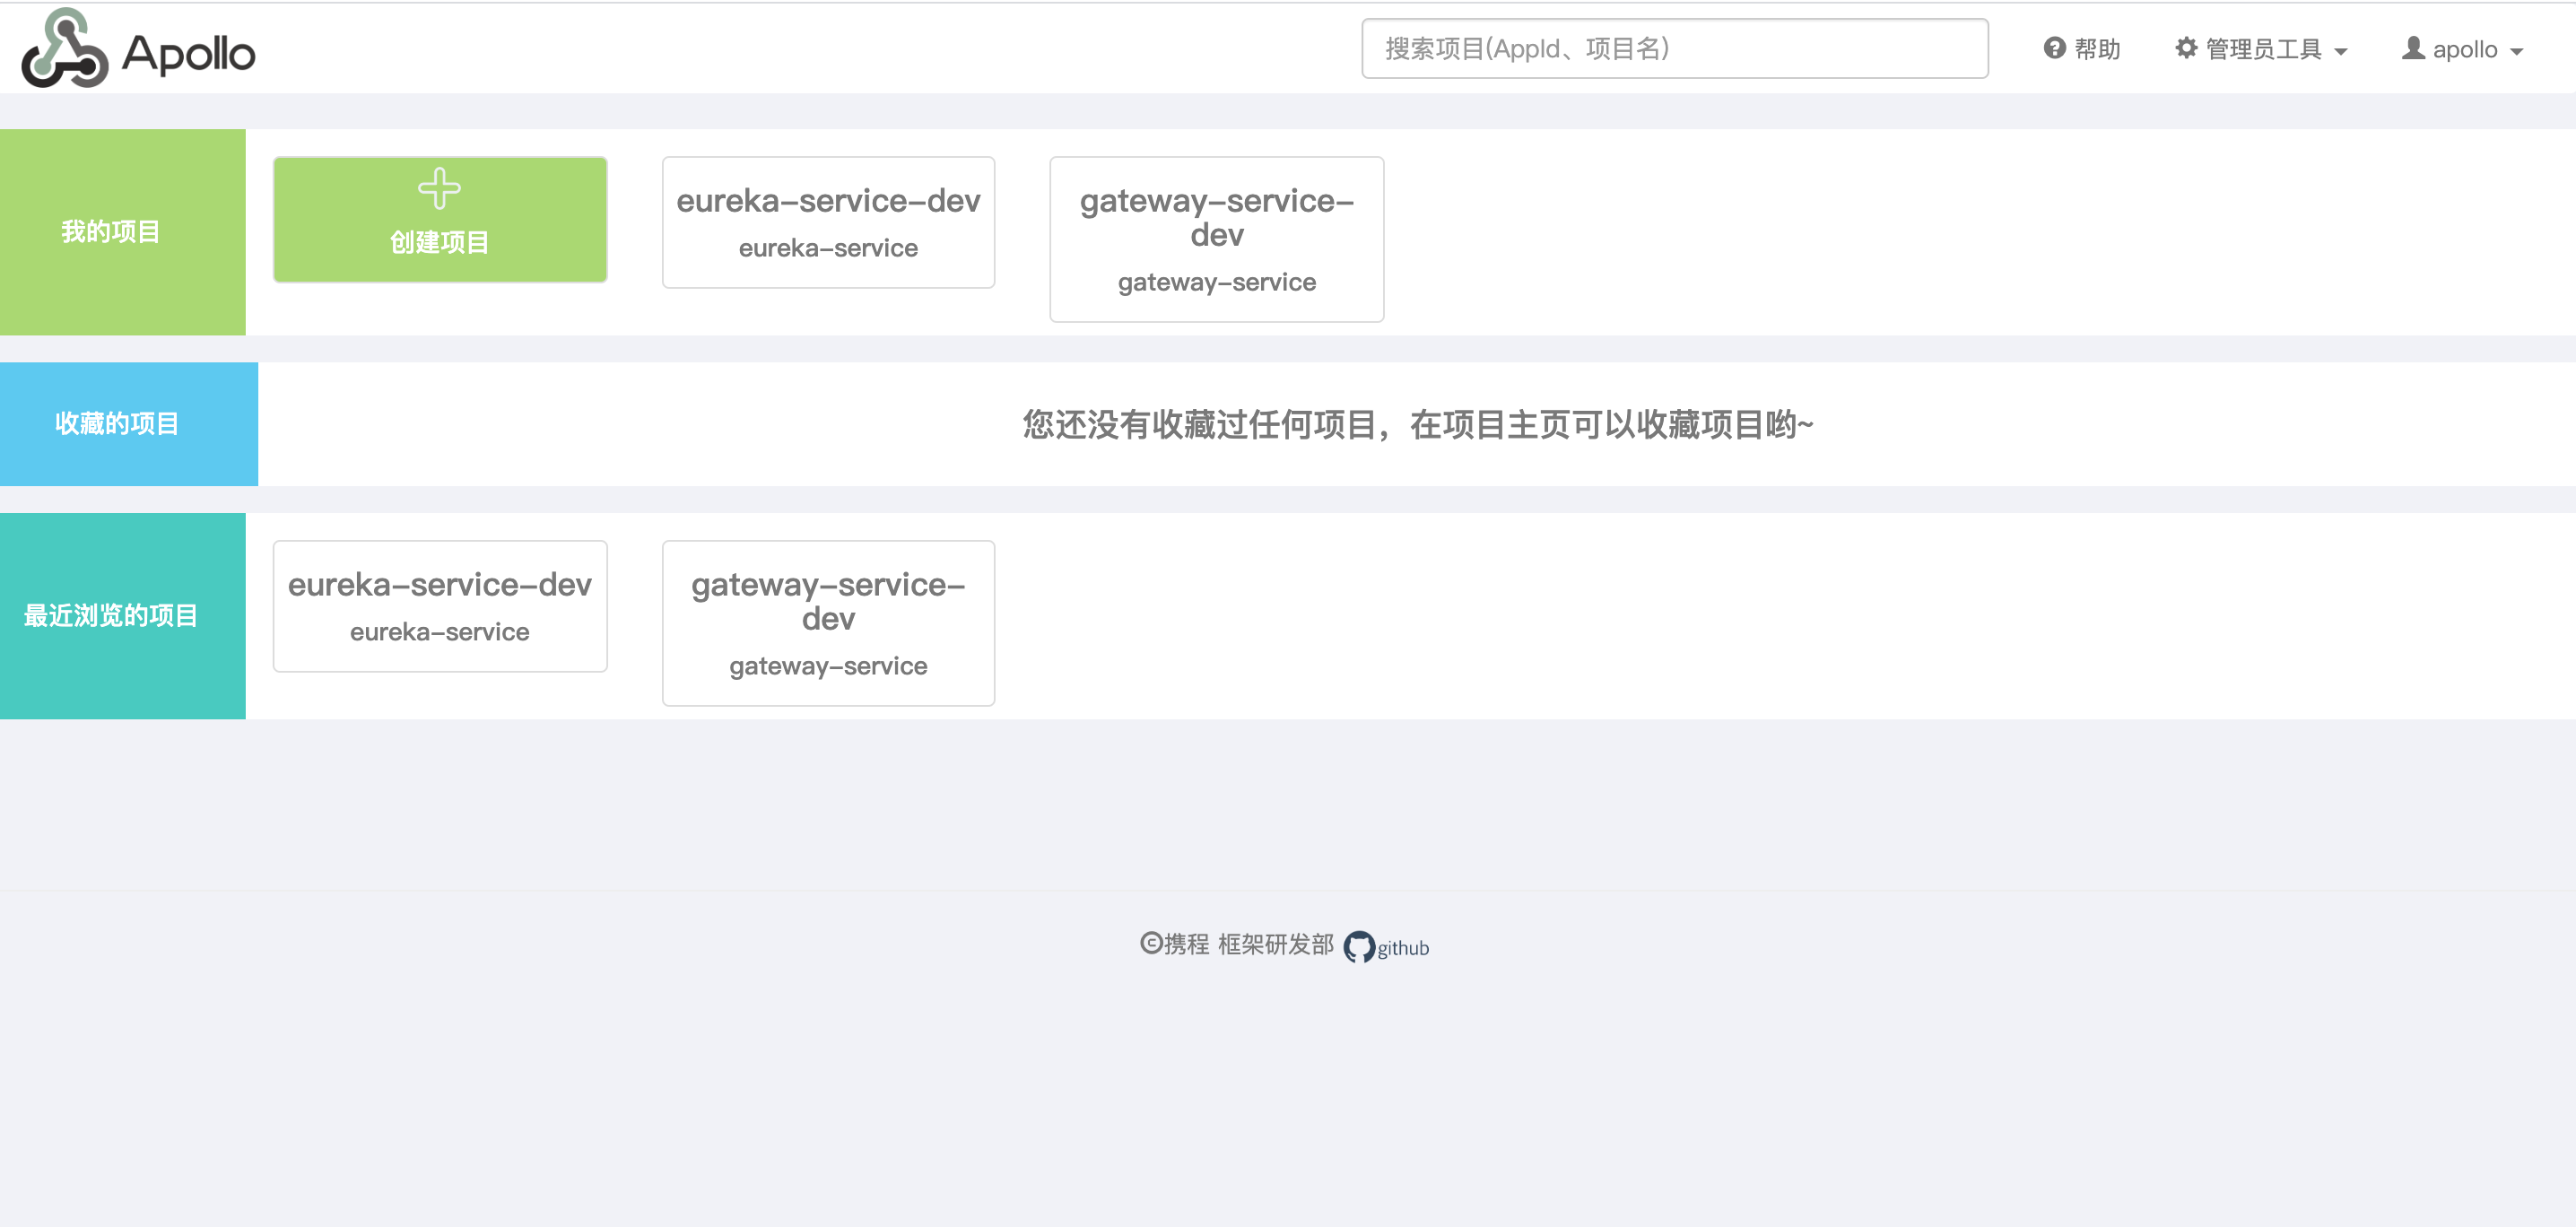 Apollo
搜索项目(AppId、项目名)
帮助
管理员工具
apollo
我的项目
创建项目
eureka-service-dev
eureka-service
gateway-service-
dev
gateway-service
收藏的项目
您还没有收藏过任何项目，在项目主页可以收藏项目哟~
最近浏览的项目
eureka-service-dev
eureka-service
gateway-service-
dev
gateway-service
©携程 框架研发部 github